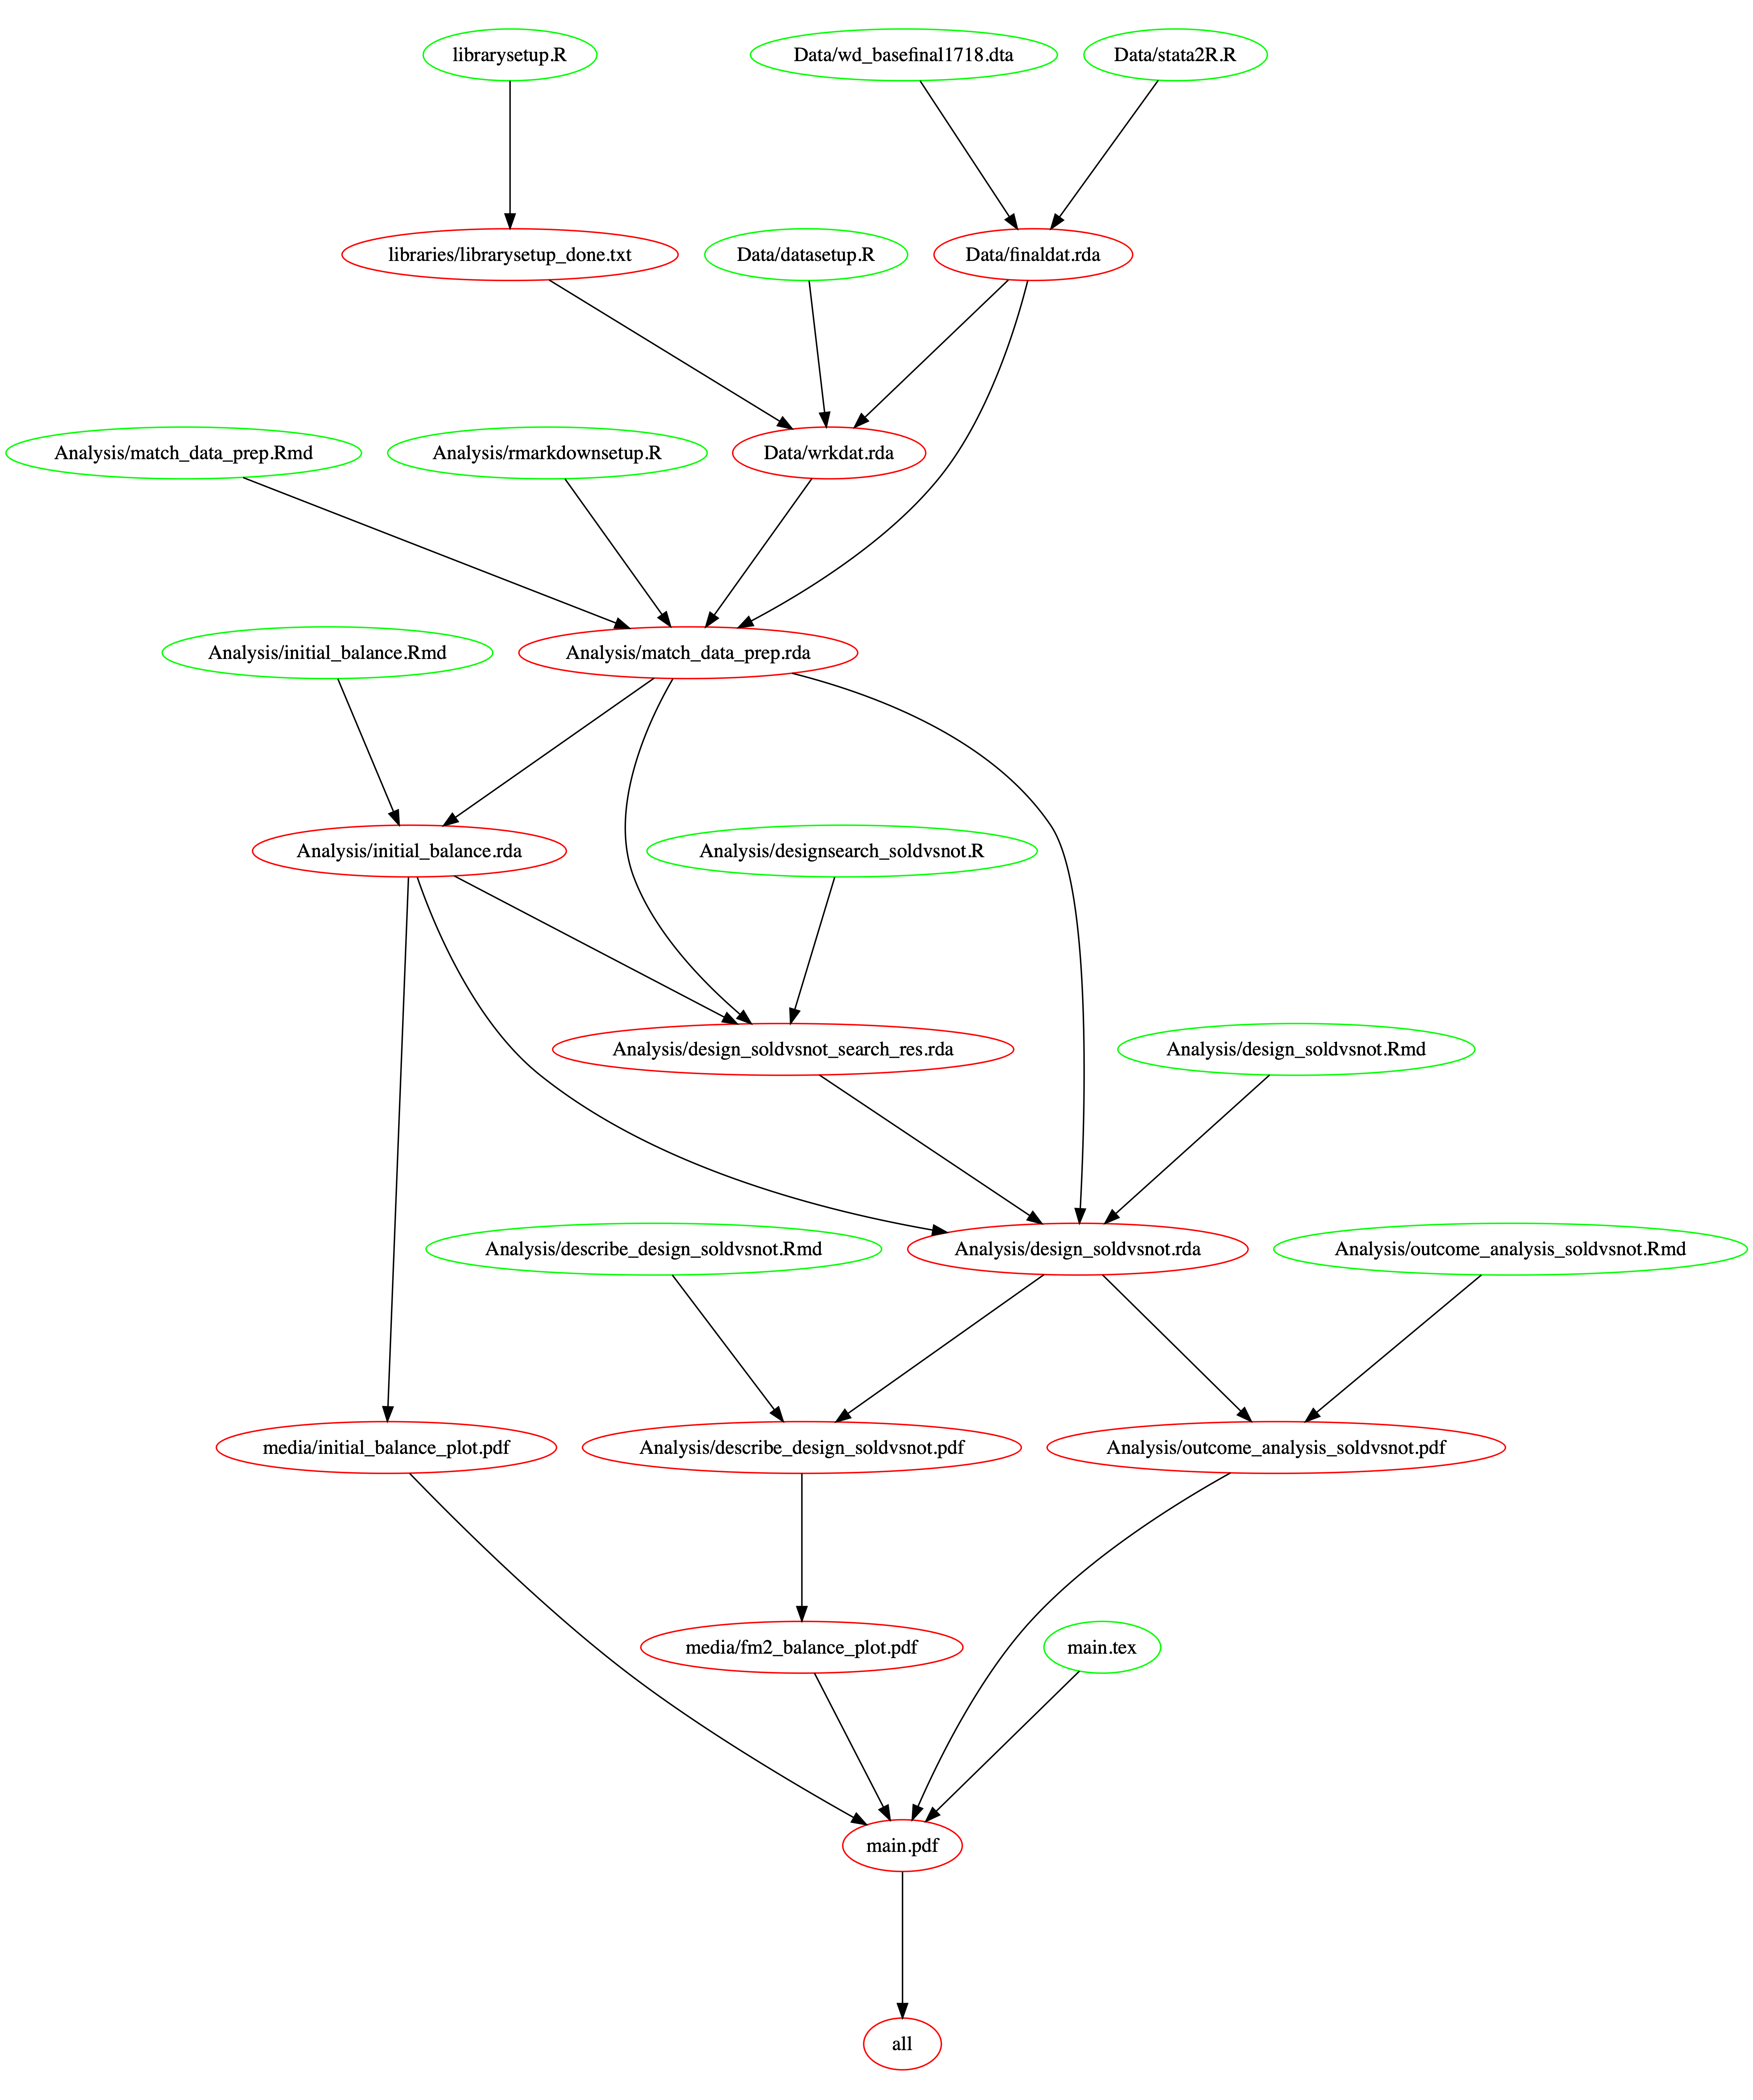 librarysetup.R
Data/wd_basefinal1718.dta
Data/stata2R.R
libraries/librarysetup_done.txt
Data/datasetup.R
Data/finaldat.rda
Analysis/match_data_prep.Rmd
Analysis/rmarkdownsetup.R
Data/wrkdat.rda
Analysis/initial_balance.Rmd
Analysis/match_data_prep.rda
Analysis/initial_balance.rda
Analysis/designsearch_soldvsnot.R
Analysis/design_soldvsnot_search_res.rda
Analysis/design_soldvsnot.Rmd
Analysis/describe_design_soldvsnot.Rmd
Analysis/design_soldvsnot.rda
Analysis/outcome_analysis_soldvsnot.Rmd
media/initial_balance_plot.pdf
Analysis/describe_design_soldvsnot.pdf
Analysis/outcome_analysis_soldvsnot.pdf
media/fm2_balance_plot.pdf
main.tex
main.pdf
all